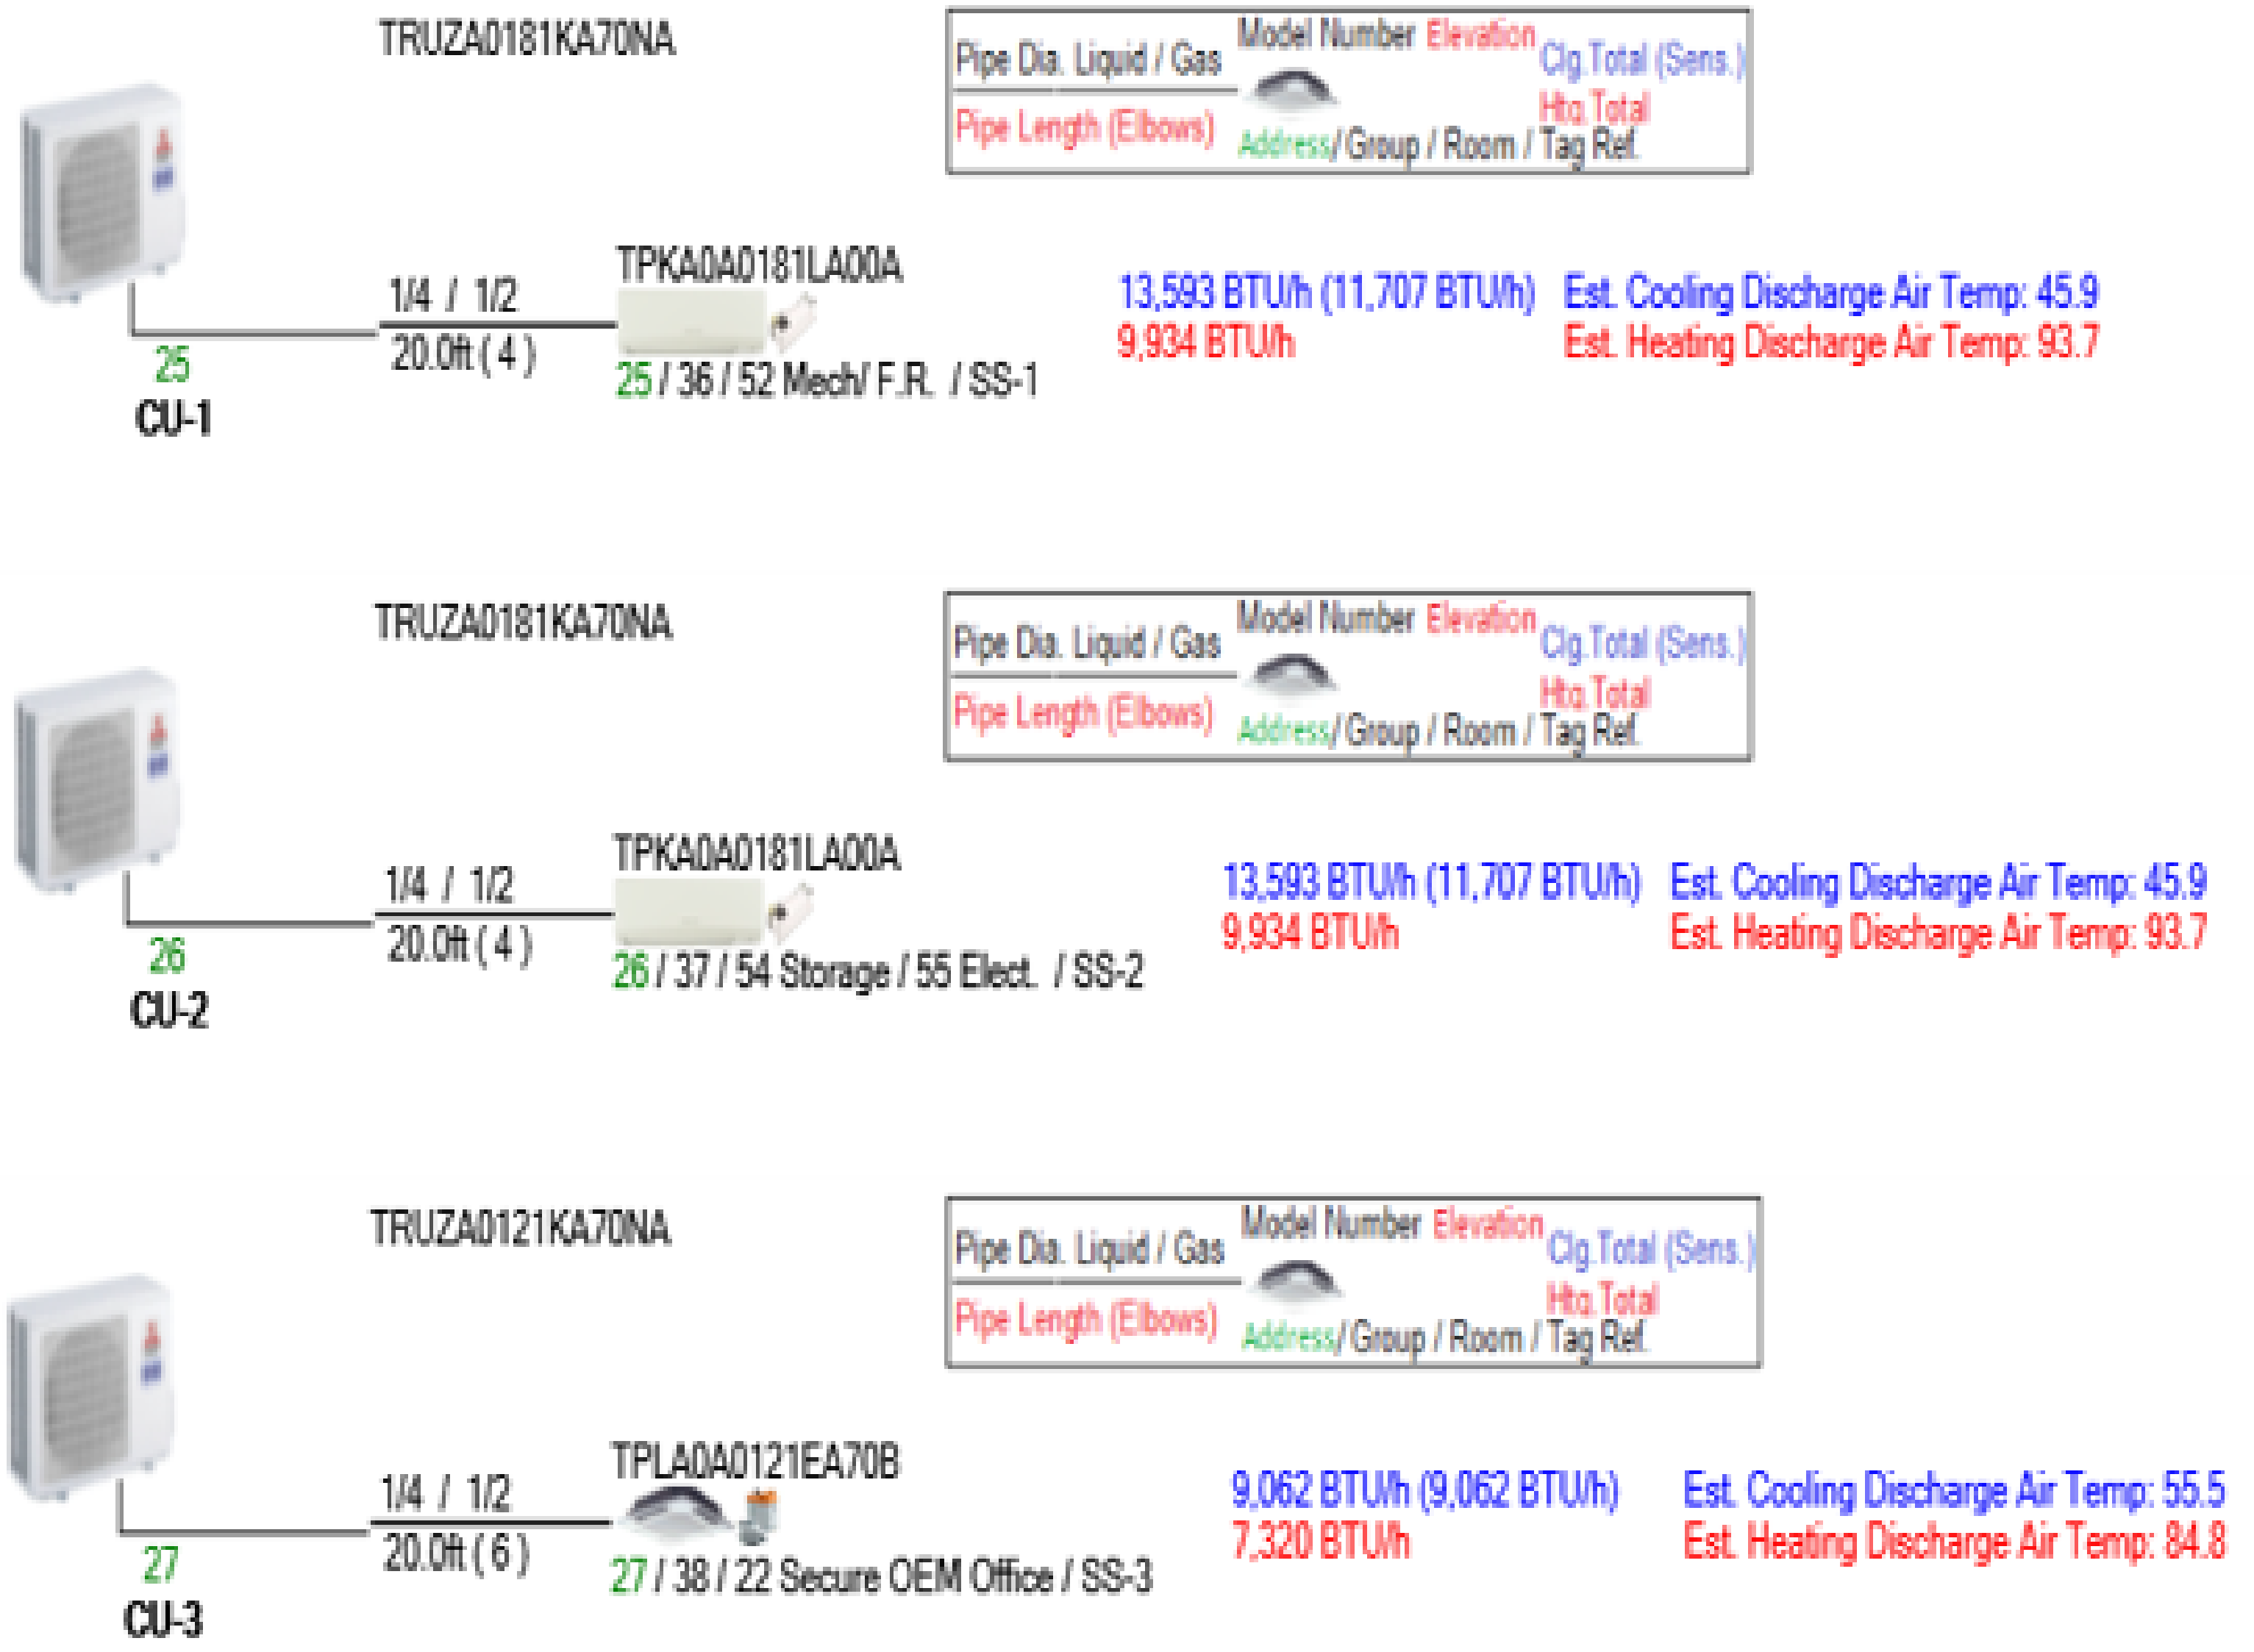 TRUZA0181KA70NA
Model Number Elevation
Pipe Dia. Liquid / Gas
Clg.Total (Sens.)
Pipe Length (Elbows)
Htg.Total
Address/ Group / Room / Tag Ref.
TPKA0A0181LA00A
1/4 / 1/2
13,593 BTU/h (11,707 BTU/h) Est. Cooling Discharge Air Temp: 45.9
20.0ft ( 4 )
9,934 BTU/h Est. Heating Discharge Air Temp: 93.7
25
25 / 36 / 52 Mech/ F.R. / SS-1
CU-1
TRUZA0181KA70NA
Model Number Elevation
Pipe Dia. Liquid / Gas
Clg.Total (Sens.)
Pipe Length (Elbows)
Htg.Total
Address/ Group / Room / Tag Ref.
TPKA0A0181LA00A
1/4 / 1/2
13,593 BTU/h (11,707 BTU/h) Est. Cooling Discharge Air Temp: 45.9
20.0ft ( 4 )
9,934 BTU/h Est. Heating Discharge Air Temp: 93.7
26
26 / 37 / 54 Storage / 55 Elect. / SS-2
CU-2
TRUZA0121KA70NA
Model Number Elevation
Pipe Dia. Liquid / Gas
Clg.Total (Sens.)
Pipe Length (Elbows)
Htg.Total
Address/ Group / Room / Tag Ref.
TPLA0A0121EA70B
1/4 / 1/2
9,062 BTU/h (9,062 BTU/h) Est. Cooling Discharge Air Temp: 55.5
20.0ft ( 6 )
7,320 BTU/h Est. Heating Discharge Air Temp: 84.8
27
27 / 38 / 22 Secure OEM Office / SS-3
CU-3